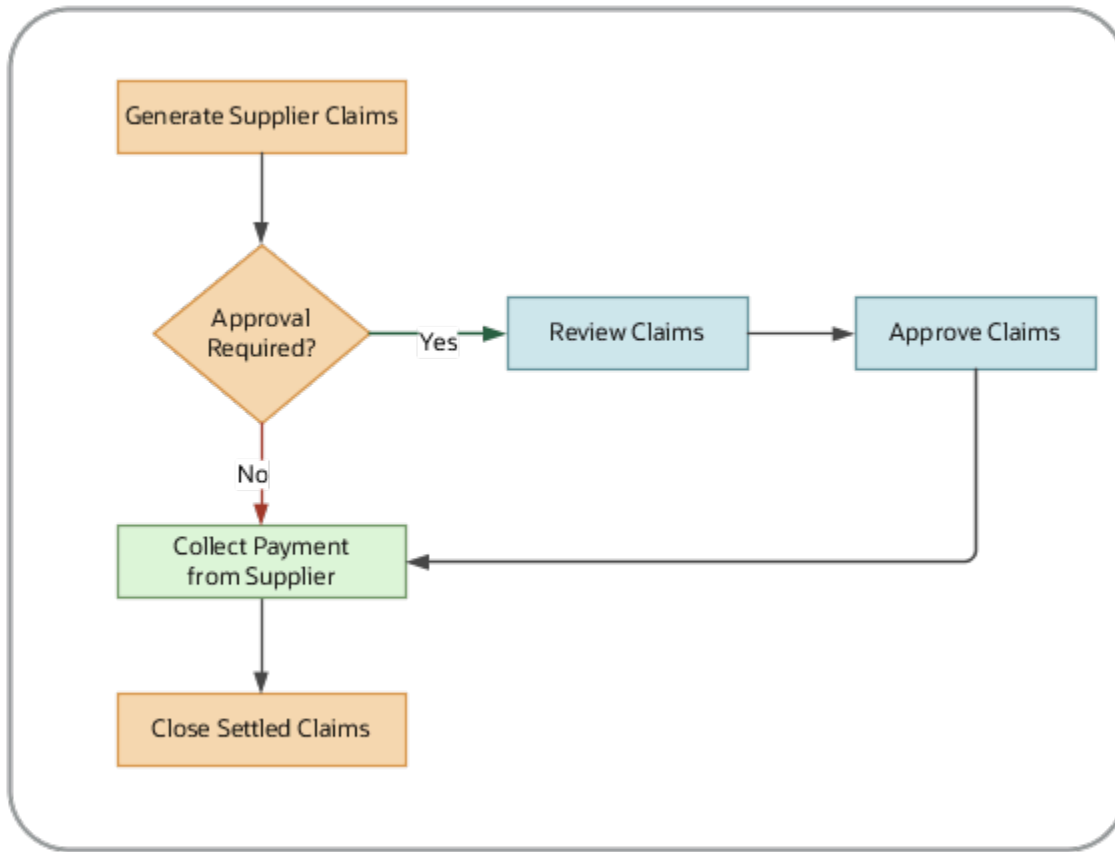 Generate Supplier Claims
Approval
Required?
Yes
Review Claims
Approve Claims
No
Collect Payment
from Supplier
Close Settled Claims